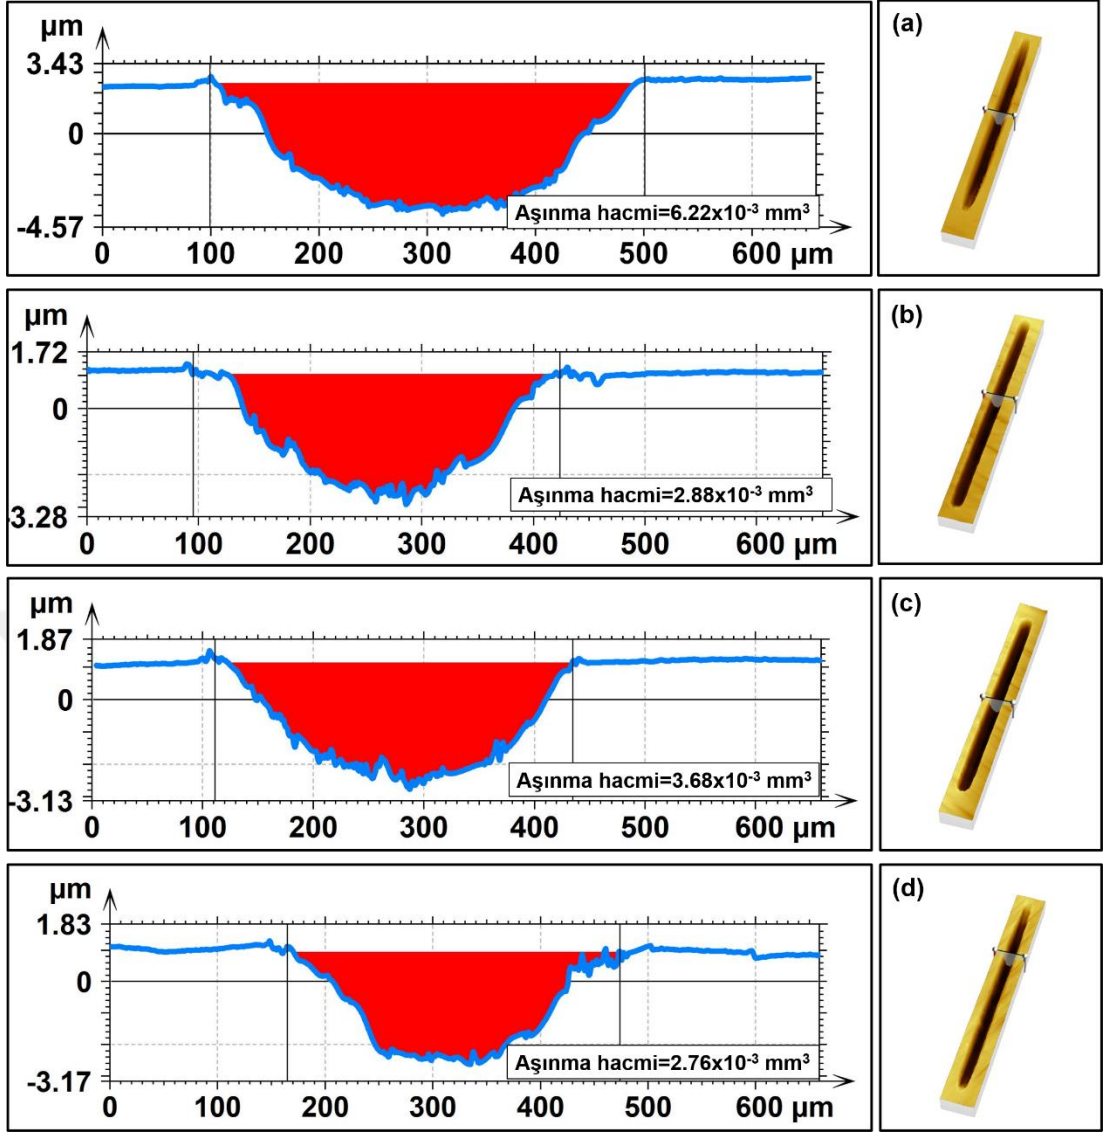 µm
(a)
3.43
0
Aşınma hacmi=6.22x10⁻³ mm³
-4.57
0 100 200 300 400 500 600 µm
µm
(b)
1.72
0
Aşınma hacmi=2.88x10⁻³ mm³
3.28
0 100 200 300 400 500 600 µm
µm
(c)
1.87
0
Aşınma hacmi=3.68x10⁻³ mm³
-3.13
0 100 200 300 400 500 600 µm
µm
(d)
1.83
0
Aşınma hacmi=2.76x10⁻³ mm³
-3.17
0 100 200 300 400 500 600 µm